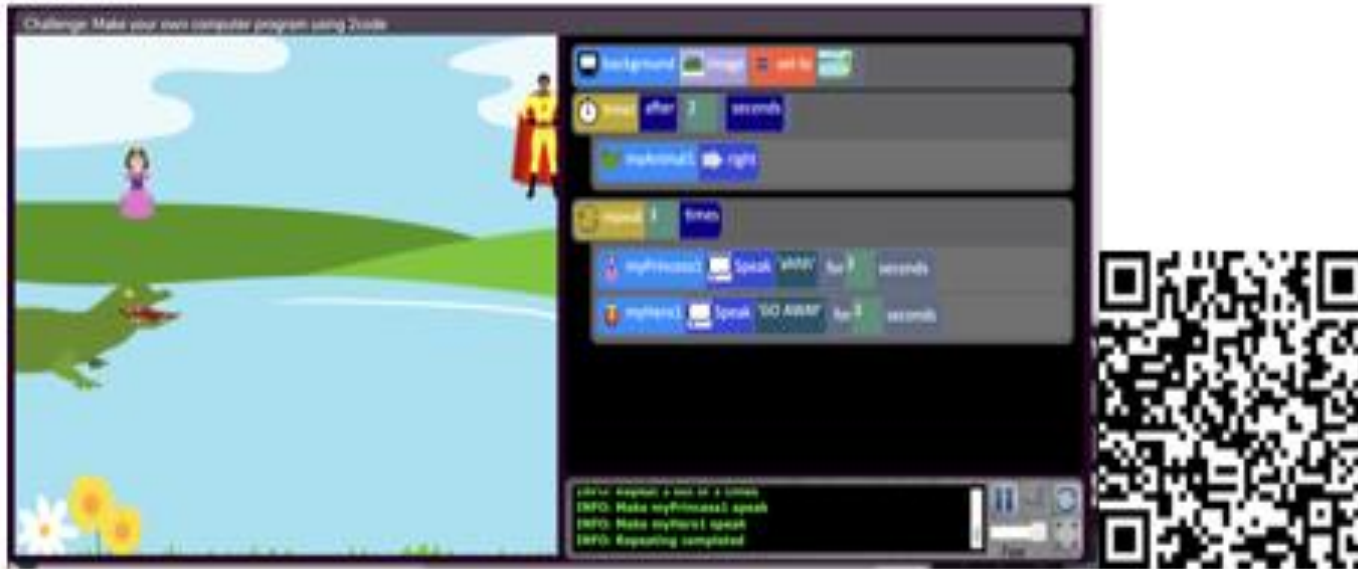 Challenge: Make your own computer program using 2code
background image = set to
timer after seconds
myAnimal1 right
repeat times
myPrincess1 Speak 'ahhh' for seconds
myHero1 Speak 'GO AWAY' for seconds
INFO: Make myPrincess1 speak
INFO: Make myHero1 speak
INFO: Repeating completed